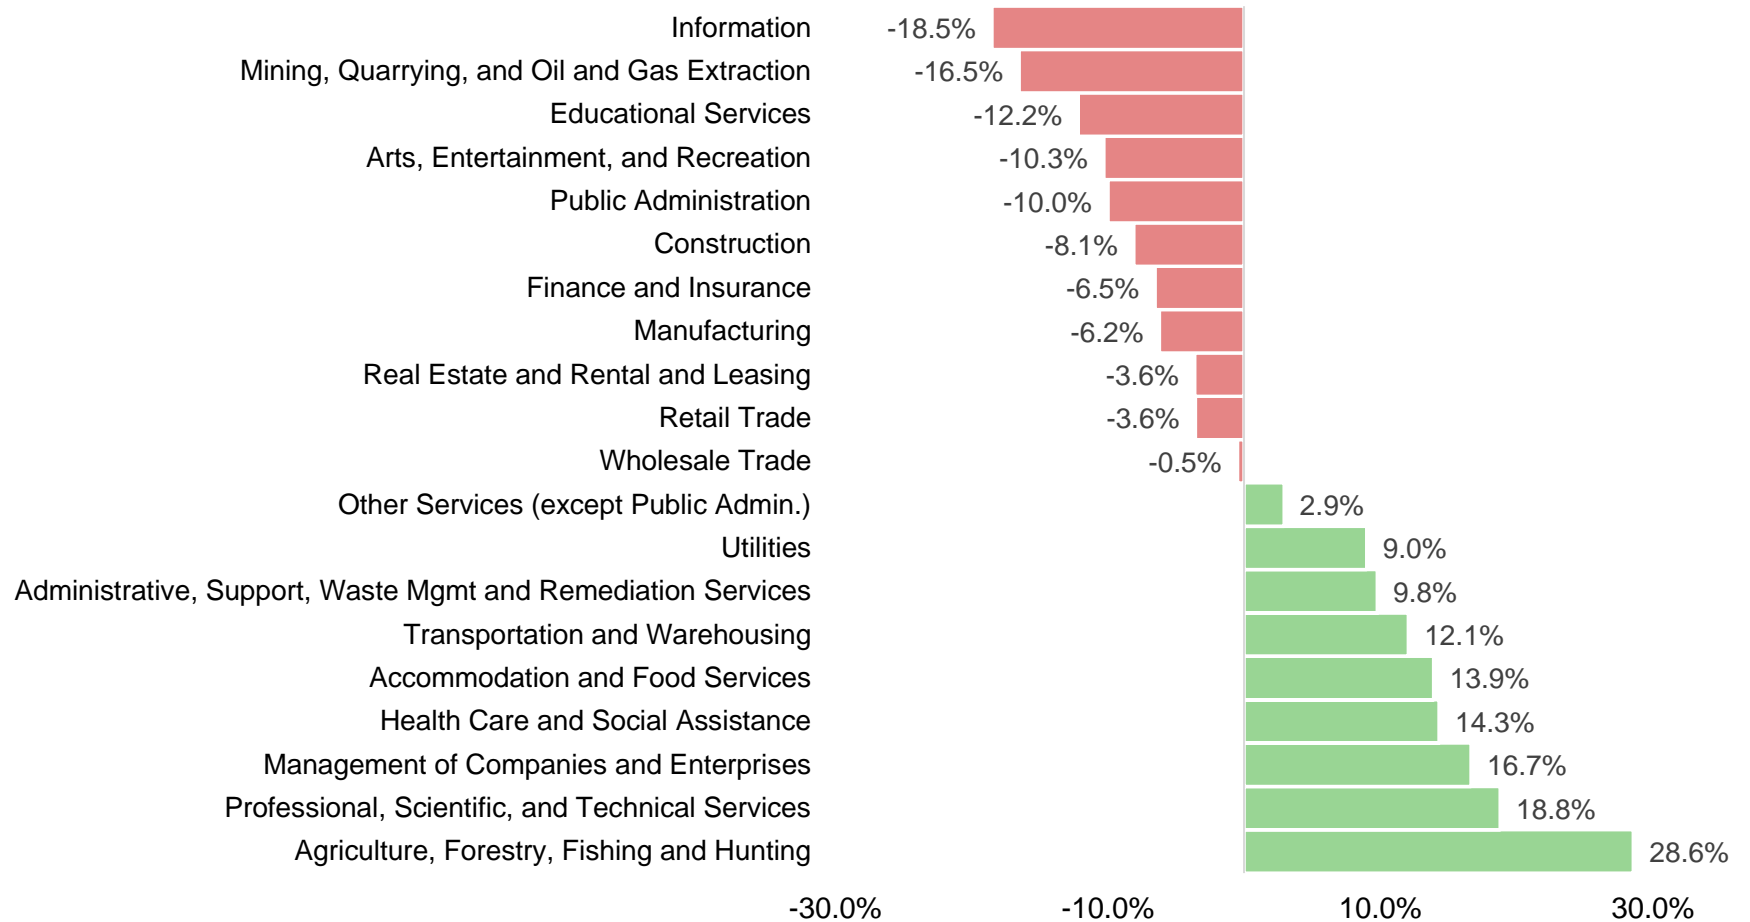 Information -18.5%
Mining, Quarrying, and Oil and Gas Extraction -16.5%
Educational Services -12.2%
Arts, Entertainment, and Recreation -10.3%
Public Administration -10.0%
Construction -8.1%
Finance and Insurance -6.5%
Manufacturing -6.2%
Real Estate and Rental and Leasing -3.6%
Retail Trade -3.6%
Wholesale Trade -0.5%
Other Services (except Public Admin.) 2.9%
Utilities 9.0%
Administrative, Support, Waste Mgmt and Remediation Services 9.8%
Transportation and Warehousing 12.1%
Accommodation and Food Services 13.9%
Health Care and Social Assistance 14.3%
Management of Companies and Enterprises 16.7%
Professional, Scientific, and Technical Services 18.8%
Agriculture, Forestry, Fishing and Hunting 28.6%
-30.0% -10.0% 10.0% 30.0%